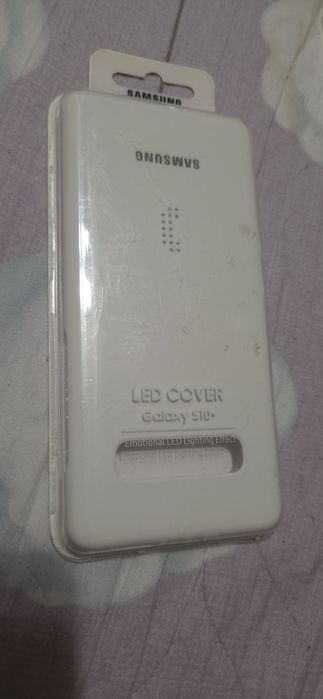 SAMSUNG
SAMSUNG
LED COVER
Galaxy S10+
Emotional LED Lighting Effect